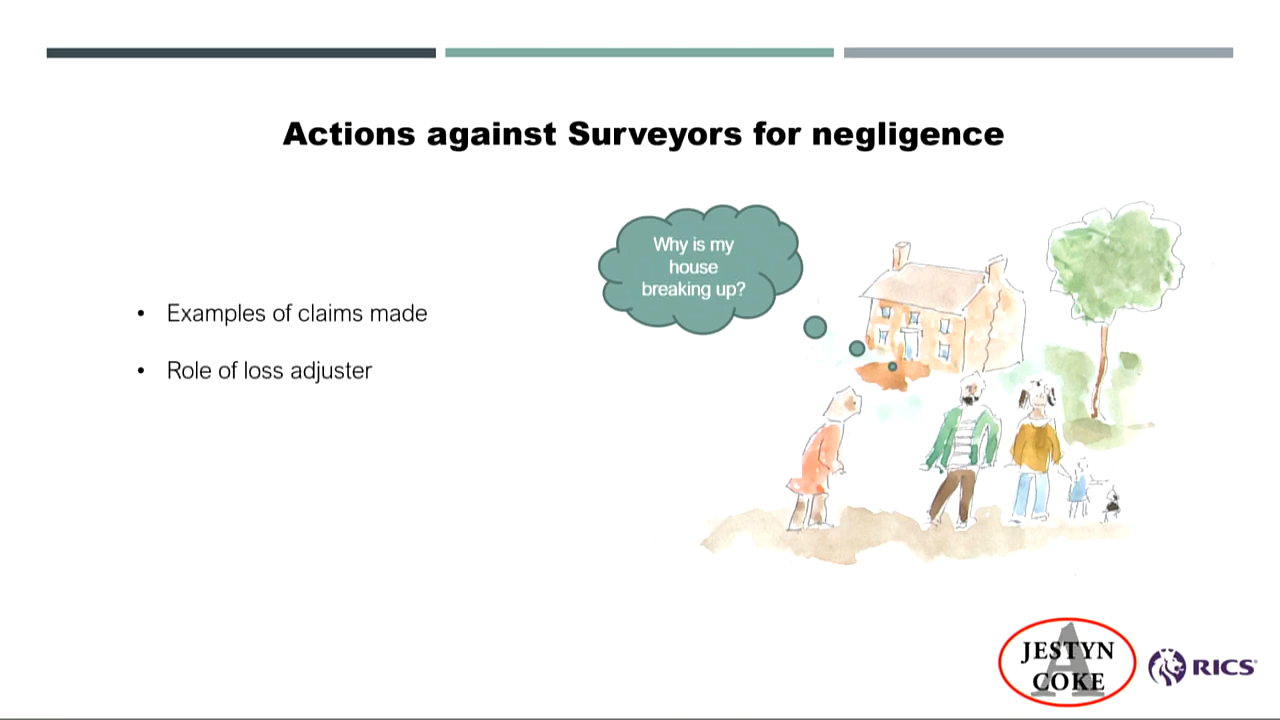 Actions against Surveyors for negligence
Why is my
house
breaking up?
• Examples of claims made
• Role of loss adjuster
A
JESTYN
COKE
RICS